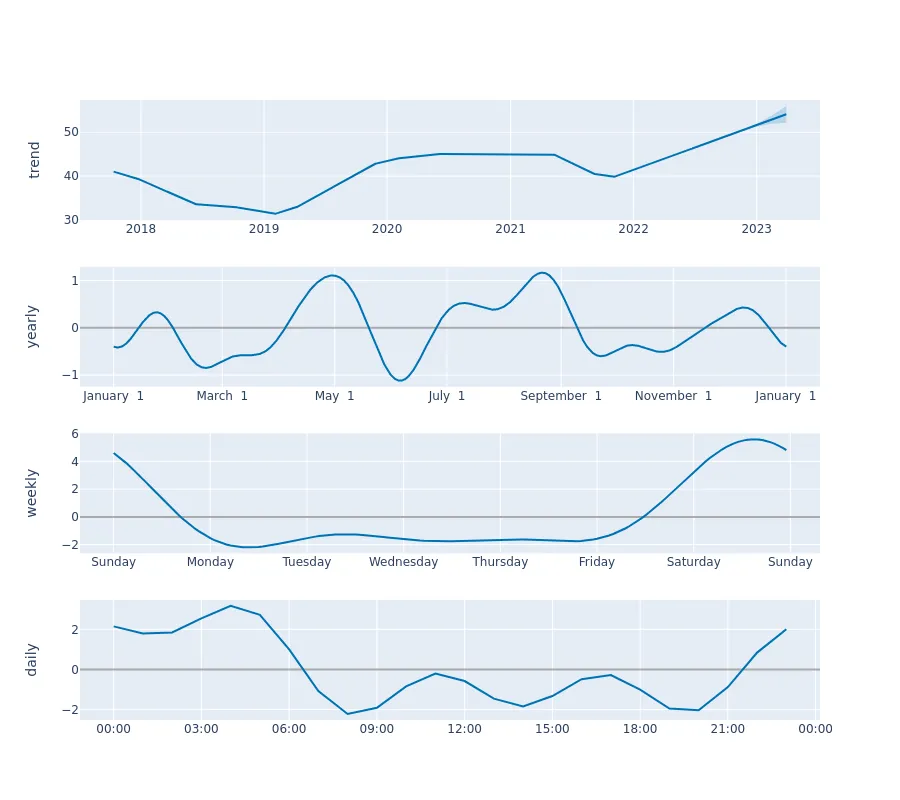 trend
50
40
30
2018 2019 2020 2021 2022 2023
yearly
1
0
−1
January 1 March 1 May 1 July 1 September 1 November 1 January 1
weekly
6
4
2
0
−2
Sunday Monday Tuesday Wednesday Thursday Friday Saturday Sunday
daily
2
0
−2
00:00 03:00 06:00 09:00 12:00 15:00 18:00 21:00 00:00